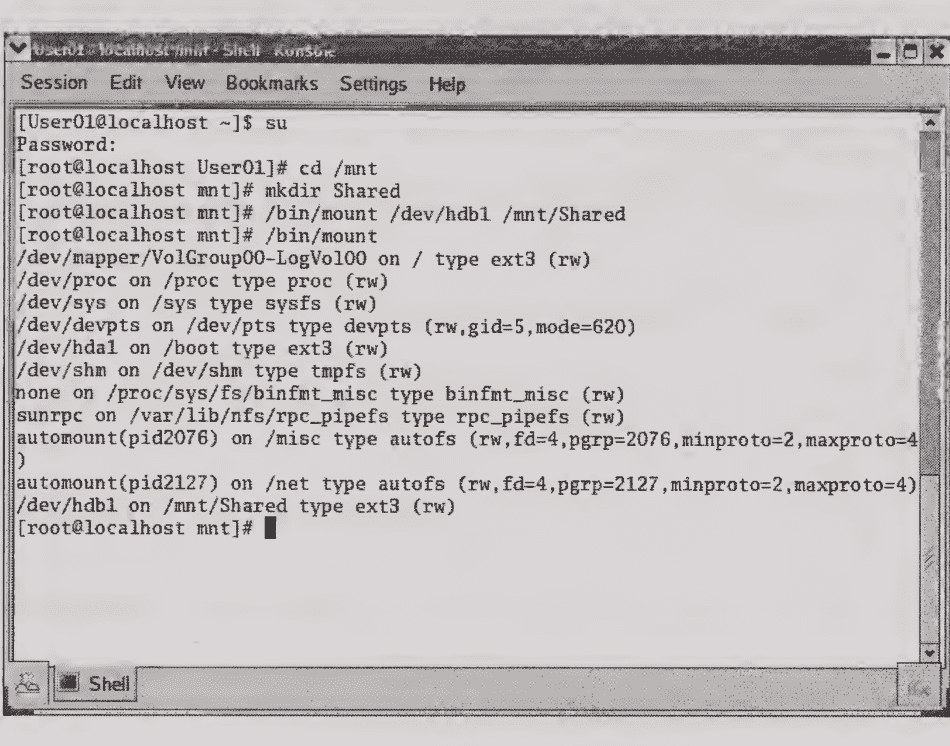 User01@localhost:/mnt - Shell - Konsole
Session Edit View Bookmarks Settings Help
[User01@localhost ~]$ su
Password:
[root@localhost User01]# cd /mnt
[root@localhost mnt]# mkdir Shared
[root@localhost mnt]# /bin/mount /dev/hdb1 /mnt/Shared
[root@localhost mnt]# /bin/mount
/dev/mapper/VolGroup00-LogVol00 on / type ext3 (rw)
/dev/proc on /proc type proc (rw)
/dev/sys on /sys type sysfs (rw)
/dev/devpts on /dev/pts type devpts (rw,gid=5,mode=620)
/dev/hda1 on /boot type ext3 (rw)
/dev/shm on /dev/shm type tmpfs (rw)
none on /proc/sys/fs/binfmt_misc type binfmt_misc (rw)
sunrpc on /var/lib/nfs/rpc_pipefs type rpc_pipefs (rw)
automount(pid2076) on /misc type autofs (rw,fd=4,pgrp=2076,minproto=2,maxproto=4
)
automount(pid2127) on /net type autofs (rw,fd=4,pgrp=2127,minproto=2,maxproto=4)
/dev/hdb1 on /mnt/Shared type ext3 (rw)
[root@localhost mnt]#
Shell